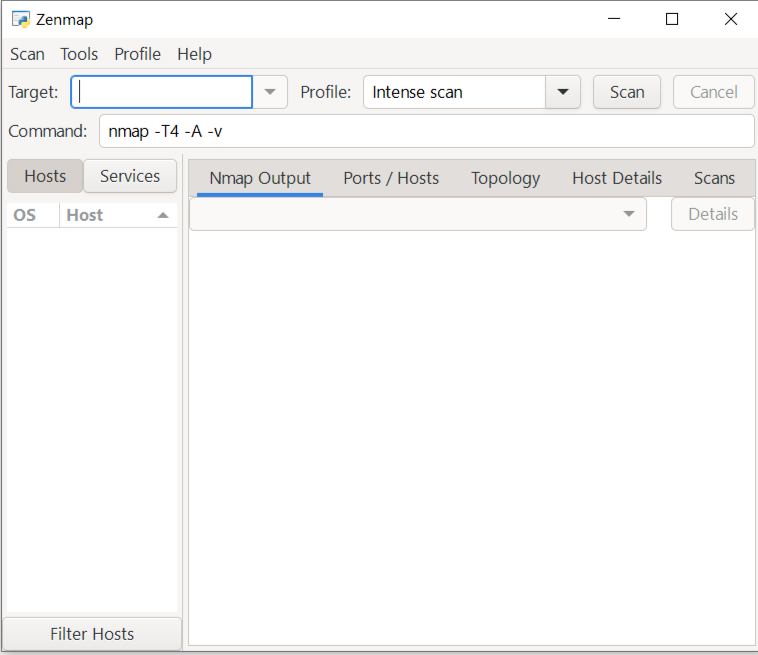 Zenmap
Scan Tools Profile Help
Target: Profile: Intense scan Scan Cancel
Command: nmap -T4 -A -v
Hosts Services Nmap Output Ports / Hosts Topology Host Details Scans
OS Host Details
Filter Hosts